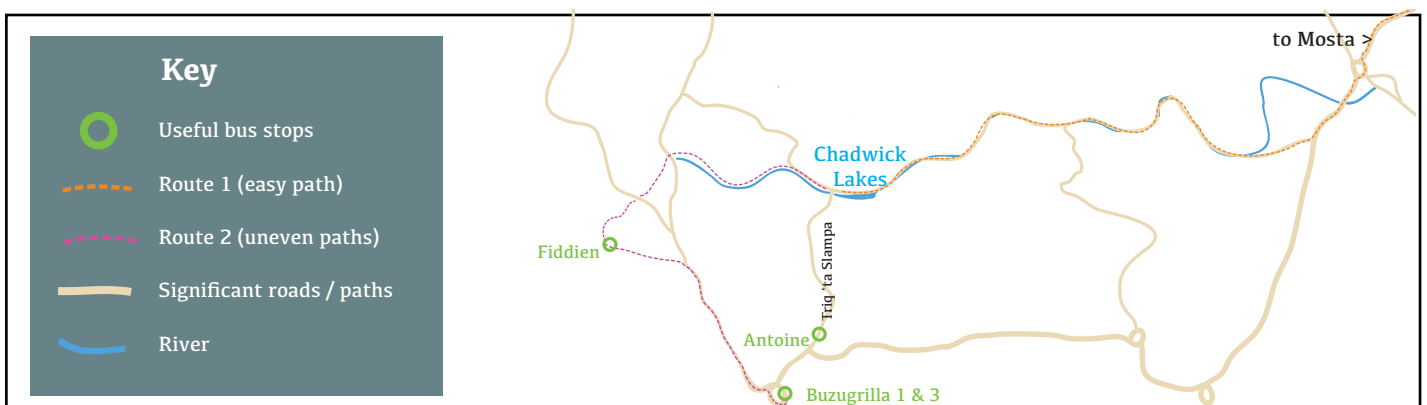 Key
Useful bus stops
Route 1 (easy path)
Route 2 (uneven paths)
Significant roads / paths
River
to Mosta >
Chadwick
Lakes
Fiddien
Triq 'ta Slampa
Antoine
Buzugrilla 1 & 3